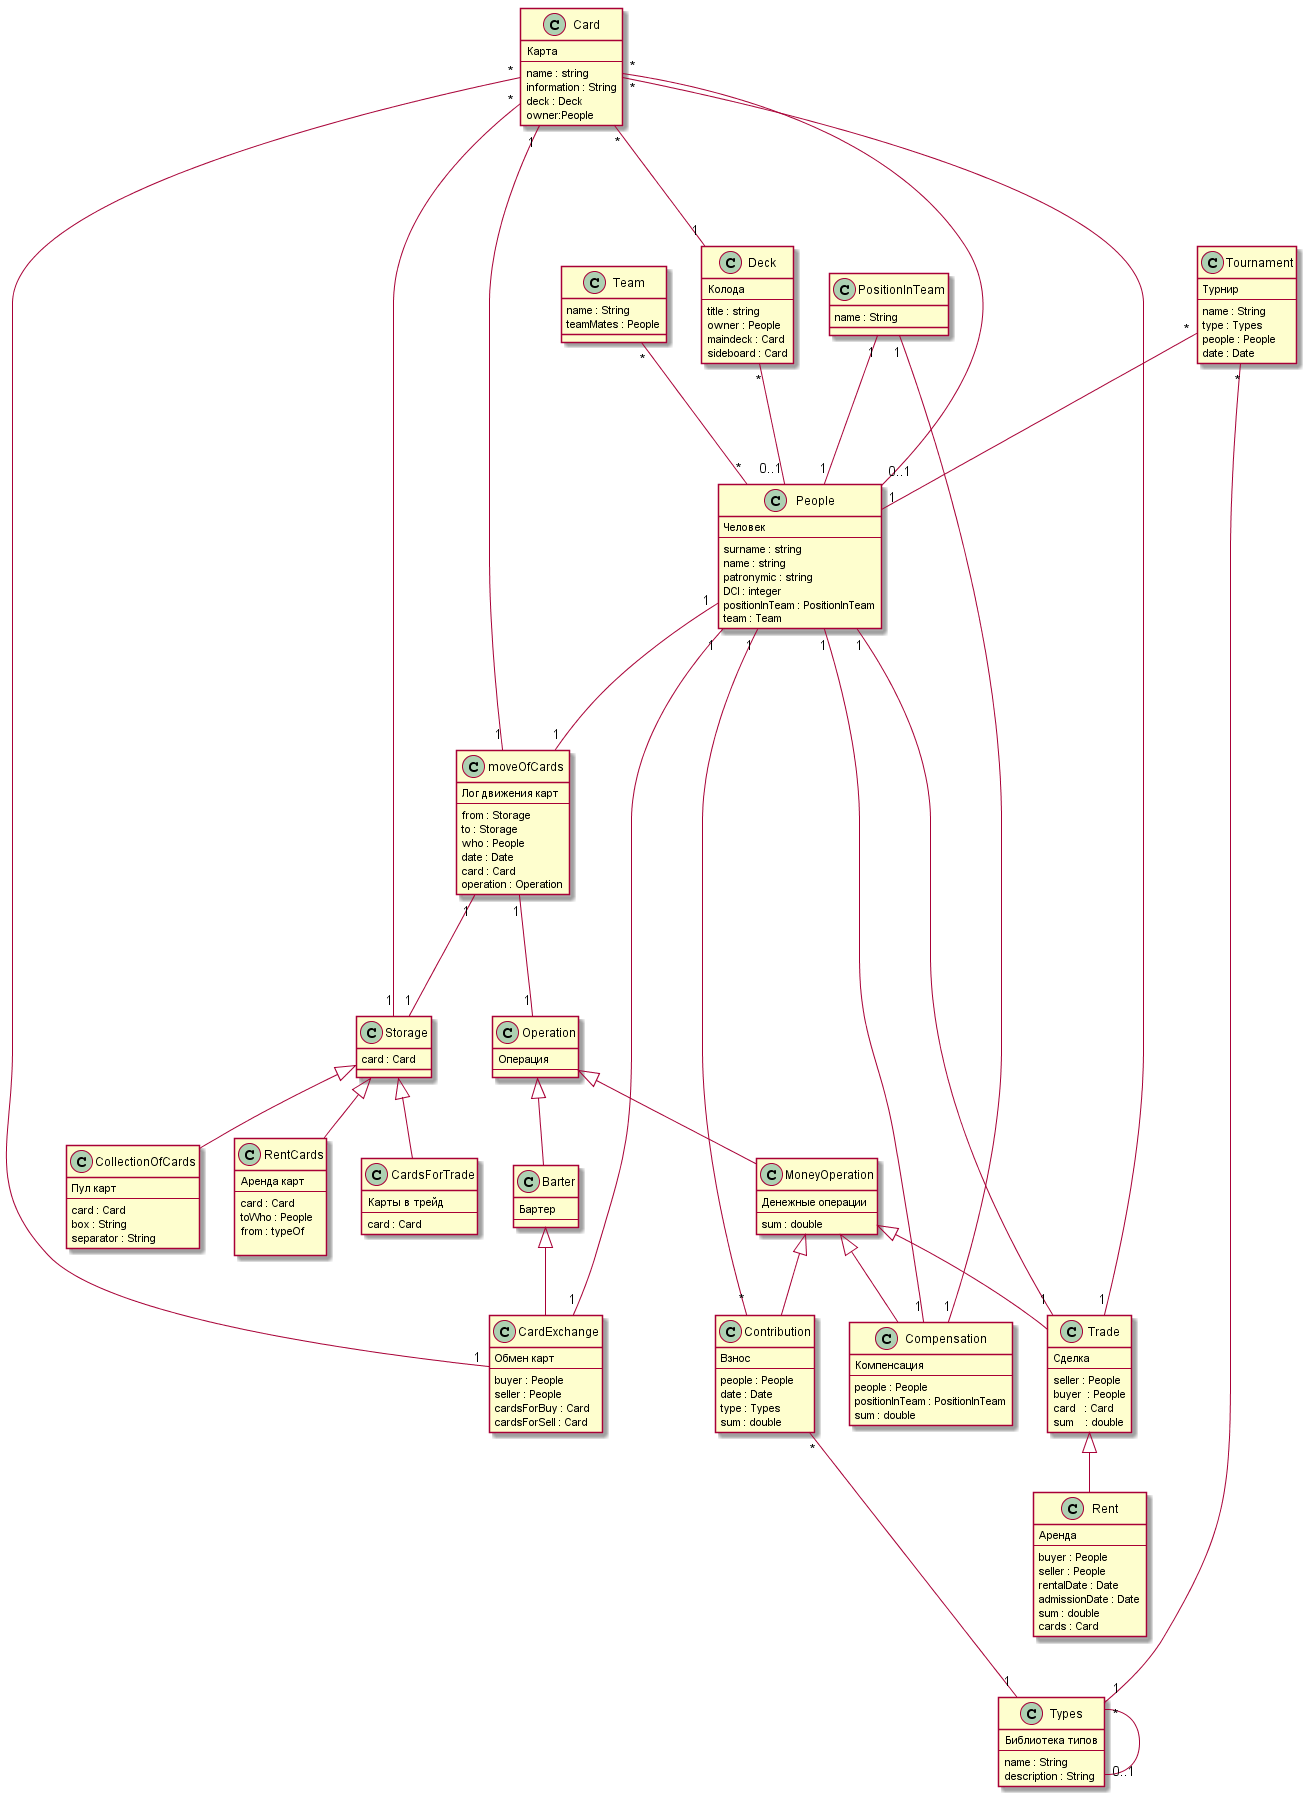 C Card
Карта
name : string
information : String
deck : Deck
owner:People
*
*
*
*
1
*
1
C Team
name : String
teamMates : People
C Deck
Колода
title : string
owner : People
maindeck : Card
sideboard : Card
C PositionInTeam
name : String
C Tournament
Турнир
name : String
type : Types
people : People
date : Date
*
*
*
1
1
*
*
0..1
1
0..1
1
C People
Человек
surname : string
name : string
patronymic : string
DCI : integer
positionInTeam : PositionInTeam
team : Team
1
1
1
1
1
1
1
C moveOfCards
Лог движения карт
from : Storage
to : Storage
who : People
date : Date
card : Card
operation : Operation
1
1
1
1
1
C Storage
card : Card
C Operation
Операция
C CollectionOfCards
Пул карт
card : Card
box : String
separator : String
C RentCards
Аренда карт
card : Card
toWho : People
from : typeOf
C CardsForTrade
Карты в трейд
card : Card
C Barter
Бартер
C MoneyOperation
Денежные операции
sum : double
1
1
*
1
1
1
1
C CardExchange
Обмен карт
buyer : People
seller : People
cardsForBuy : Card
cardsForSell : Card
C Contribution
Взнос
people : People
date : Date
type : Types
sum : double
C Compensation
Компенсация
people : People
positionInTeam : PositionInTeam
sum : double
C Trade
Сделка
seller : People
buyer : People
card : Card
sum : double
*
C Rent
Аренда
buyer : People
seller : People
rentalDate : Date
admissionDate : Date
sum : double
cards : Card
1
1
C Types
Библиотека типов
name : String
description : String
*
0..1